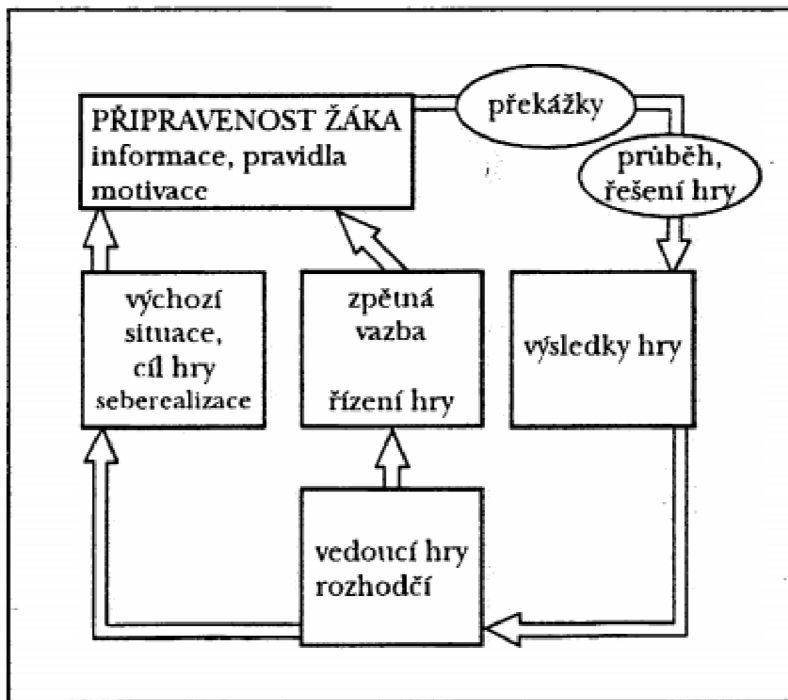 PŘIPRAVENOST ŽÁKA
informace, pravidla
motivace
překážky
průběh,
řešení hry
výchozí
situace,
cíl hry
seberealizace
zpětná
vazba
řízení hry
výsledky hry
vedoucí hry
rozhodčí